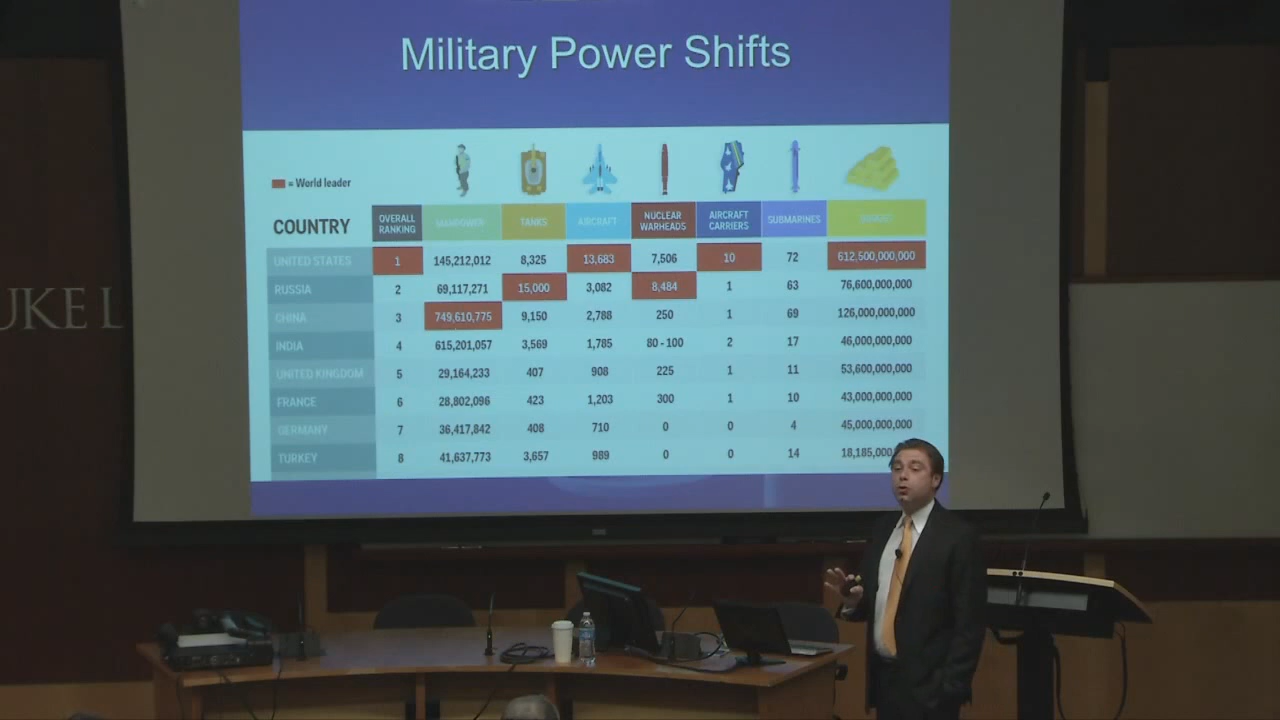 Military Power Shifts
= World leader
COUNTRY OVERALL RANKING MANPOWER TANKS AIRCRAFT NUCLEAR WARHEADS AIRCRAFT CARRIERS SUBMARINES BUDGET
UNITED STATES 1 145,212,012 8,325 13,683 7,506 10 72 612,500,000,000
RUSSIA 2 69,117,271 15,000 3,082 8,484 1 63 76,600,000,000
CHINA 3 749,610,775 9,150 2,788 250 1 69 126,000,000,000
INDIA 4 615,201,057 3,569 1,785 80 - 100 2 17 46,000,000,000
UNITED KINGDOM 5 29,164,233 407 908 225 1 11 53,600,000,000
FRANCE 6 28,802,096 423 1,203 300 1 10 43,000,000,000
GERMANY 7 36,417,842 408 710 0 0 4 45,000,000,000
TURKEY 8 41,637,773 3,657 989 0 0 14 18,185,000
UKE L